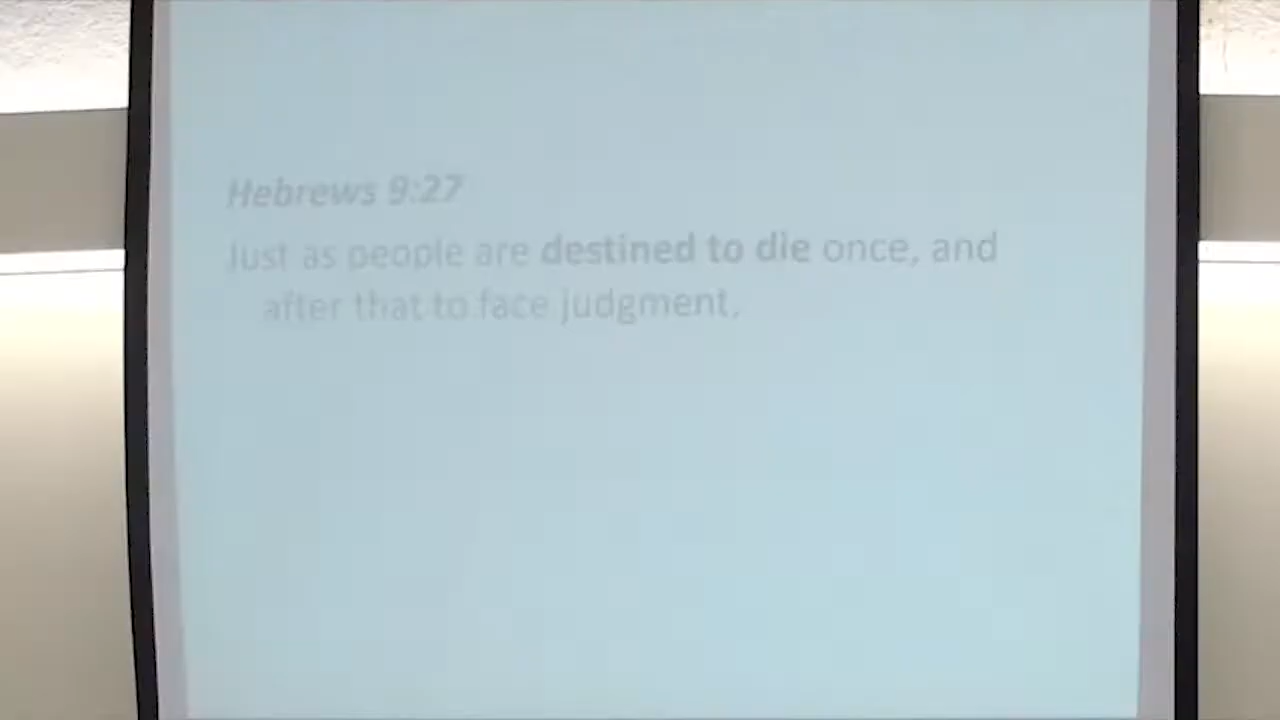 Hebrews 9:27
Just as people are destined to die once, and
after that to face judgment,